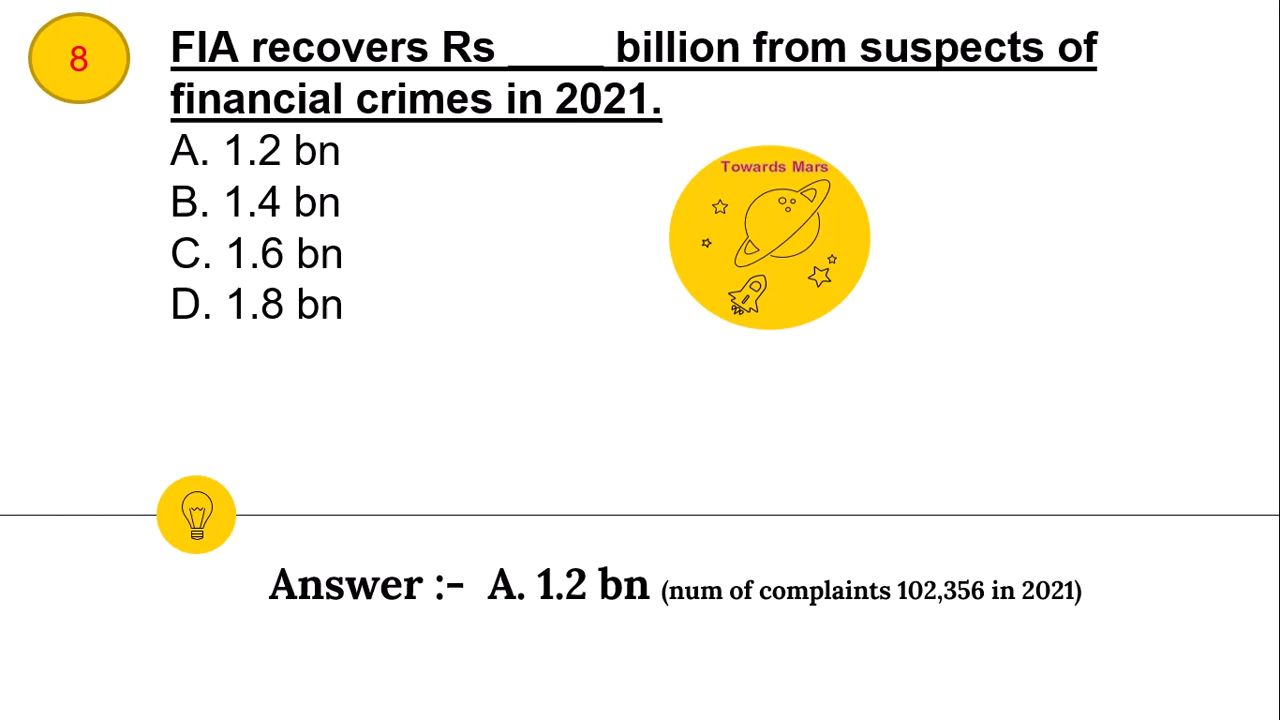 8
FIA recovers Rs ____ billion from suspects of
financial crimes in 2021.
A. 1.2 bn
B. 1.4 bn
C. 1.6 bn
D. 1.8 bn
Towards Mars
Answer :- A. 1.2 bn (num of complaints 102,356 in 2021)